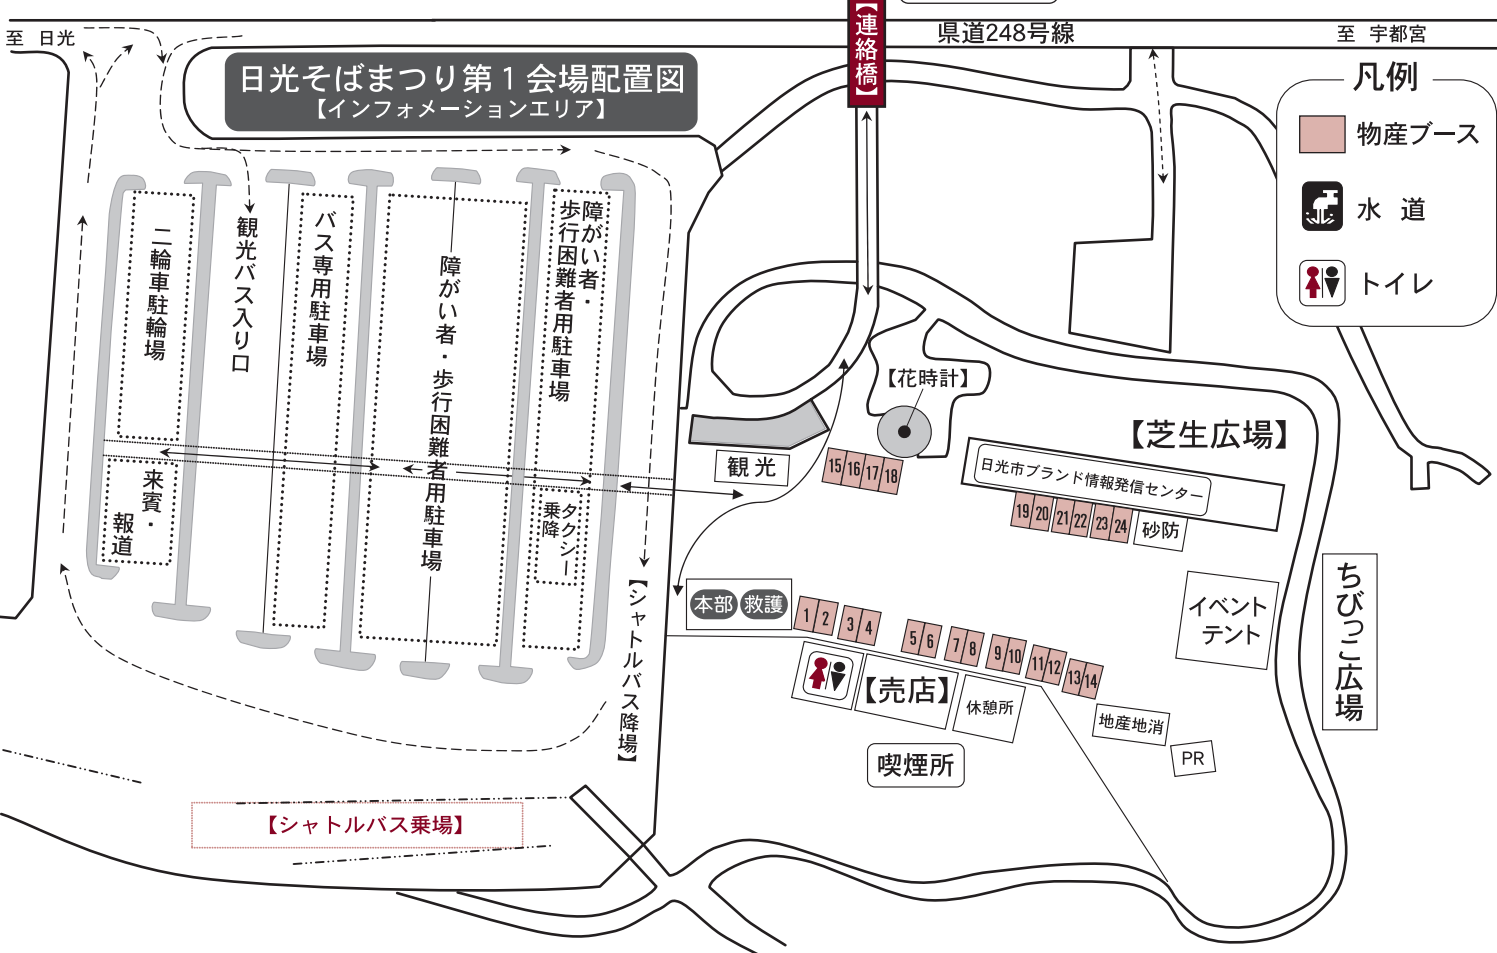 【連絡橋】
至 日光
県道248号線
至 宇都宮
日光そばまつり第1会場配置図
【インフォメーションエリア】
凡例
物産ブース
水 道
トイレ
二輪車駐輪場
観光バス入り口
バス専用駐車場
障がい者・歩行困難者用駐車場
障がい者・
歩行困難者用駐車場
来賓・
報道
タクシー
乗降
【シャトルバス降場】
【シャトルバス乗場】
【花時計】
観光
15 16 17 18
【芝生広場】
日光市ブランド情報発信センター
19 20 21 22 23 24
砂防
イベント
テント
ちびっこ広場
本部 救護
1 2 3 4 5 6 7 8 9 10 11 12 13 14
【売店】
休憩所
喫煙所
地産地消
PR